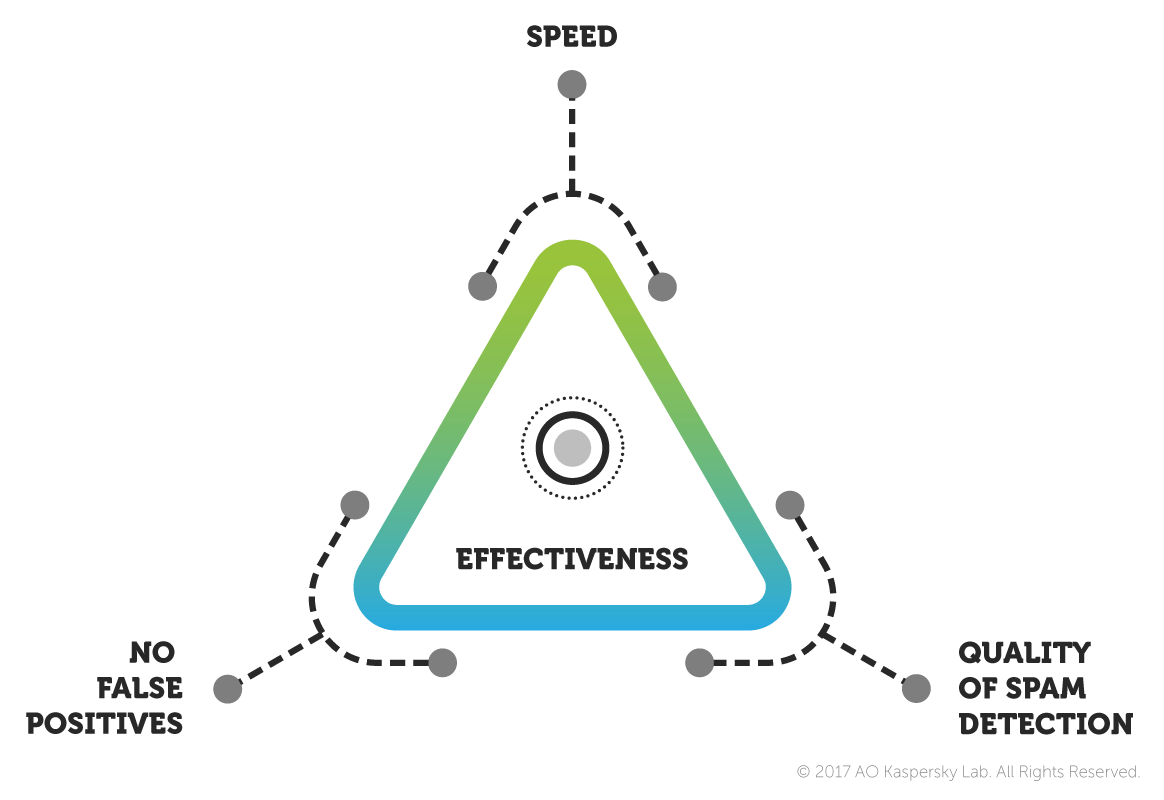 SPEED
EFFECTIVENESS
NO
FALSE
POSITIVES
QUALITY
OF SPAM
DETECTION
© 2017 AO Kaspersky Lab. All Rights Reserved.